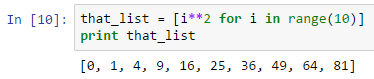 In [10]: that_list = [i**2 for i in range(10)]
print that_list
[0, 1, 4, 9, 16, 25, 36, 49, 64, 81]